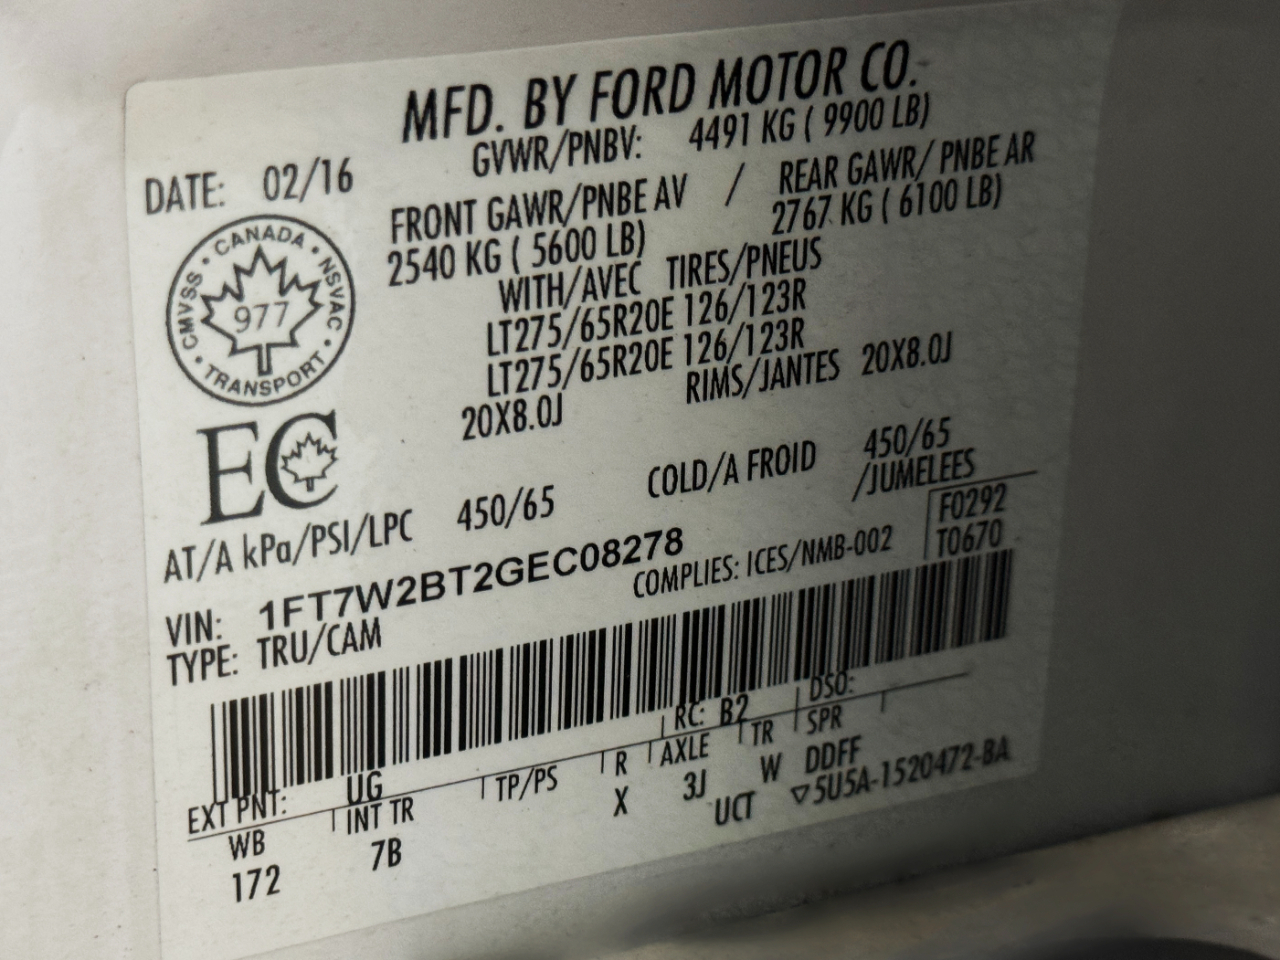 MFD. BY FORD MOTOR CO.
DATE: 02/16
GVWR/PNBV: 4491 KG ( 9900 LB)
FRONT GAWR/PNBE AV / REAR GAWR/ PNBE AR
2540 KG ( 5600 LB) 2767 KG ( 6100 LB)
WITH/AVEC TIRES/PNEUS
LT275/65R20E 126/123R
LT275/65R20E 126/123R
20X8.0J RIMS/JANTES 20X8.0J
CANADA • NSVAC • TRANSPORT • CMVSS •
977
EC
AT/A kPa/PSI/LPC 450/65 COLD/A FROID 450/65
/JUMELEES
F0292
T0670
VIN: 1FT7W2BT2GEC08278
COMPLIES: ICES/NMB-002
TYPE: TRU/CAM
EXT PNT: UG RC: B2 DSO:
WB INT TR TP/PS R AXLE TR SPR
172 7B X 3J W DDFF
UCT ▽5U5A-1520472-BA